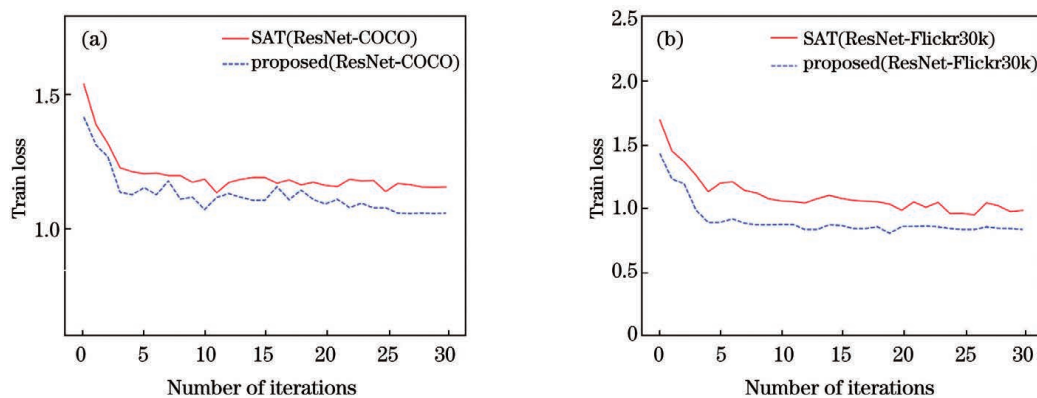 (a)
SAT(ResNet-COCO)
proposed(ResNet-COCO)
1.5
1.0
Train loss
0 5 10 15 20 25 30
Number of iterations
(b)
SAT(ResNet-Flickr30k)
proposed(ResNet-Flickr30k)
2.5
2.0
1.5
1.0
0.5
0
Train loss
0 5 10 15 20 25 30
Number of iterations